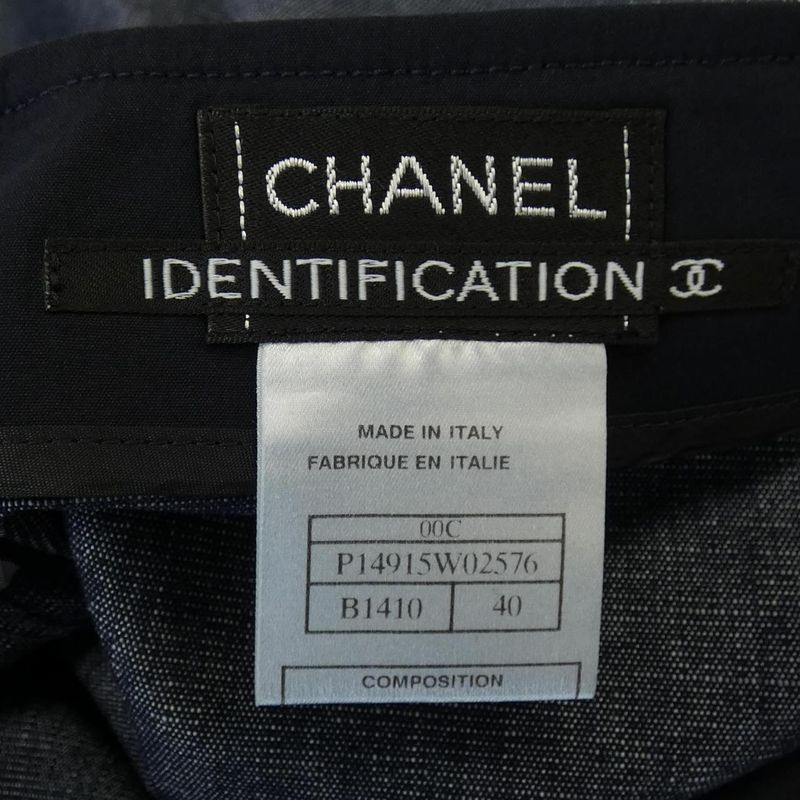 CHANEL
IDENTIFICATION
MADE IN ITALY
FABRIQUE EN ITALIE
00C
P14915W02576
B1410 40
COMPOSITION